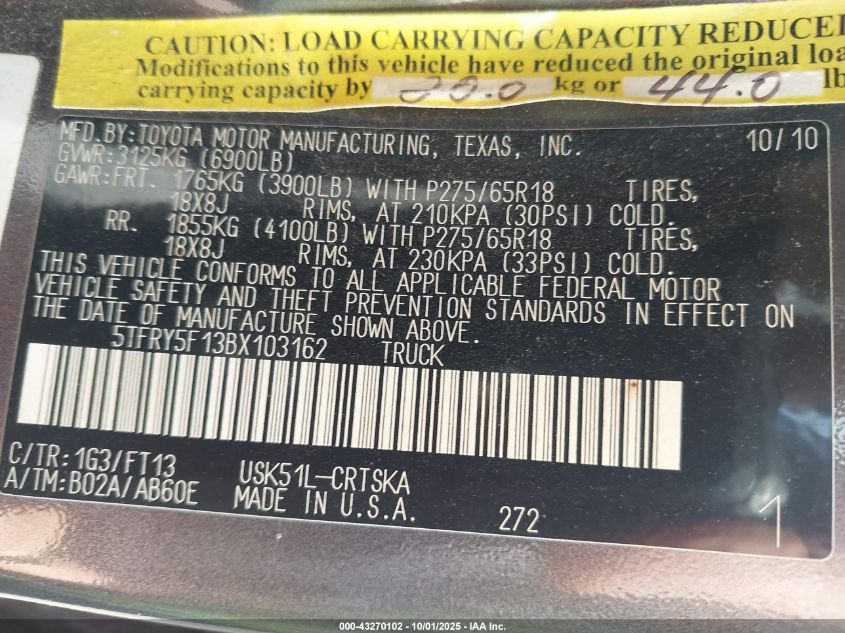 CAUTION: LOAD CARRYING CAPACITY REDUCED
Modifications to this vehicle have reduced the original loa
carrying capacity by 20.0 kg or 44.0 lb
MFD. BY: TOYOTA MOTOR MANUFACTURING, TEXAS, INC. 10/10
GVWR: 3125KG (6900LB)
GAWR: FRT. 1765KG (3900LB) WITH P275/65R18 TIRES,
18X8J RIMS, AT 210KPA (30PSI) COLD.
RR. 1855KG (4100LB) WITH P275/65R18 TIRES,
18X8J RIMS, AT 230KPA (33PSI) COLD.
THIS VEHICLE CONFORMS TO ALL APPLICABLE FEDERAL MOTOR
VEHICLE SAFETY AND THEFT PREVENTION STANDARDS IN EFFECT ON
THE DATE OF MANUFACTURE SHOWN ABOVE.
5TFRY5F13BX103162 TRUCK
C/TR: 1G3/FT13
A/TM: B02A/AB60E
USK51L-CRTSKA
MADE IN U.S.A.
272
1
000-43270102 - 10/01/2025 - IAA Inc.